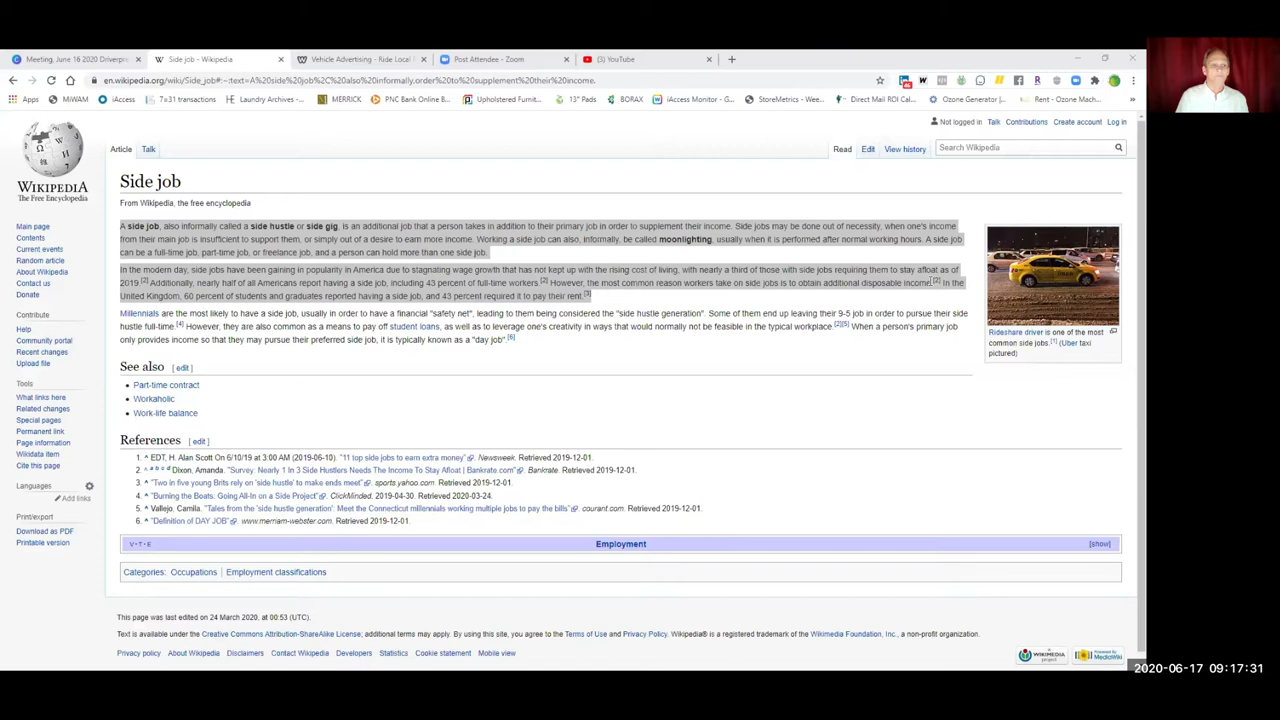 Meeting, June 16 2020 Driverpr
Side job - Wikipedia
Vehicle Advertising - Ride Local
Post Attendee - Zoom
(3) YouTube
en.wikipedia.org/wiki/Side_job#:~:text=A%20side%20job%2C%20also%20informally,order%20to%20supplement%20their%20income.
Apps
MiWAM
iAccess
7x31 transactions
Laundry Archives -...
MERRICK
PNC Bank Online B...
Upholstered Furnit...
13" Pads
BORAX
iAccess Monitor - G...
StoreMetrics - Wee...
Direct Mail ROI Cal...
Ozone Generator |...
Rent - Ozone Mach...
Not logged in Talk Contributions Create account Log in
Article Talk
Read Edit View history
Search Wikipedia
WIKIPEDIA
The Free Encyclopedia
Main page
Contents
Current events
Random article
About Wikipedia
Contact us
Donate
Contribute
Help
Community portal
Recent changes
Upload file
Tools
What links here
Related changes
Special pages
Permanent link
Page information
Wikidata item
Cite this page
Languages
Add links
Print/export
Download as PDF
Printable version
Side job
From Wikipedia, the free encyclopedia
A side job, also informally called a side hustle or side gig, is an additional job that a person takes in addition to their primary job in order to supplement their income. Side jobs may be done out of necessity, when one's income
from their main job is insufficient to support them, or simply out of a desire to earn more income. Working a side job can also, informally, be called moonlighting, usually when it is performed after normal working hours. A side job
can be a full-time job, part-time job, or freelance job, and a person can hold more than one side job.
In the modern day, side jobs have been gaining in popularity in America due to stagnating wage growth that has not kept up with the rising cost of living, with nearly a third of those with side jobs requiring them to stay afloat as of
2019.[2] Additionally, nearly half of all Americans report having a side job, including 43 percent of full-time workers.[2] However, the most common reason workers take on side jobs is to obtain additional disposable income.[2] In the
United Kingdom, 60 percent of students and graduates reported having a side job, and 43 percent required it to pay their rent.[3]
Millennials are the most likely to have a side job, usually in order to have a financial "safety net", leading to them being considered the "side hustle generation". Some of them end up leaving their 9-5 job in order to pursue their side
hustle full-time.[4] However, they are also common as a means to pay off student loans, as well as to leverage one's creativity in ways that would normally not be feasible in the typical workplace.[2][5] When a person's primary job
only provides income so that they may pursue their preferred side job, it is typically known as a "day job".[6]
Rideshare driver is one of the most
common side jobs.[1] (Uber taxi
pictured)
See also [ edit ]
Part-time contract
Workaholic
Work-life balance
References [ edit ]
1. ^ EDT, H. Alan Scott On 6/10/19 at 3:00 AM (2019-06-10). "11 top side jobs to earn extra money". Newsweek. Retrieved 2019-12-01.
2. ^ a b c d Dixon, Amanda. "Survey: Nearly 1 In 3 Side Hustlers Needs The Income To Stay Afloat | Bankrate.com". Bankrate. Retrieved 2019-12-01.
3. ^ "Two in five young Brits rely on 'side hustle' to make ends meet". sports.yahoo.com. Retrieved 2019-12-01.
4. ^ "Burning the Boats: Going All-In on a Side Project". ClickMinded. 2019-04-30. Retrieved 2020-03-24.
5. ^ Vallejo, Camila. "Tales from the 'side hustle generation': Meet the Connecticut millennials working multiple jobs to pay the bills". courant.com. Retrieved 2019-12-01.
6. ^ "Definition of DAY JOB". www.merriam-webster.com. Retrieved 2019-12-01.
V·T·E Employment [show]
Categories: Occupations Employment classifications
This page was last edited on 24 March 2020, at 00:53 (UTC).
Text is available under the Creative Commons Attribution-ShareAlike License; additional terms may apply. By using this site, you agree to the Terms of Use and Privacy Policy. Wikipedia® is a registered trademark of the Wikimedia Foundation, Inc., a non-profit organization.
Privacy policy About Wikipedia Disclaimers Contact Wikipedia Developers Statistics Cookie statement Mobile view
WIKIMEDIA project
Powered By MediaWiki
2020-06-17 09:17:31